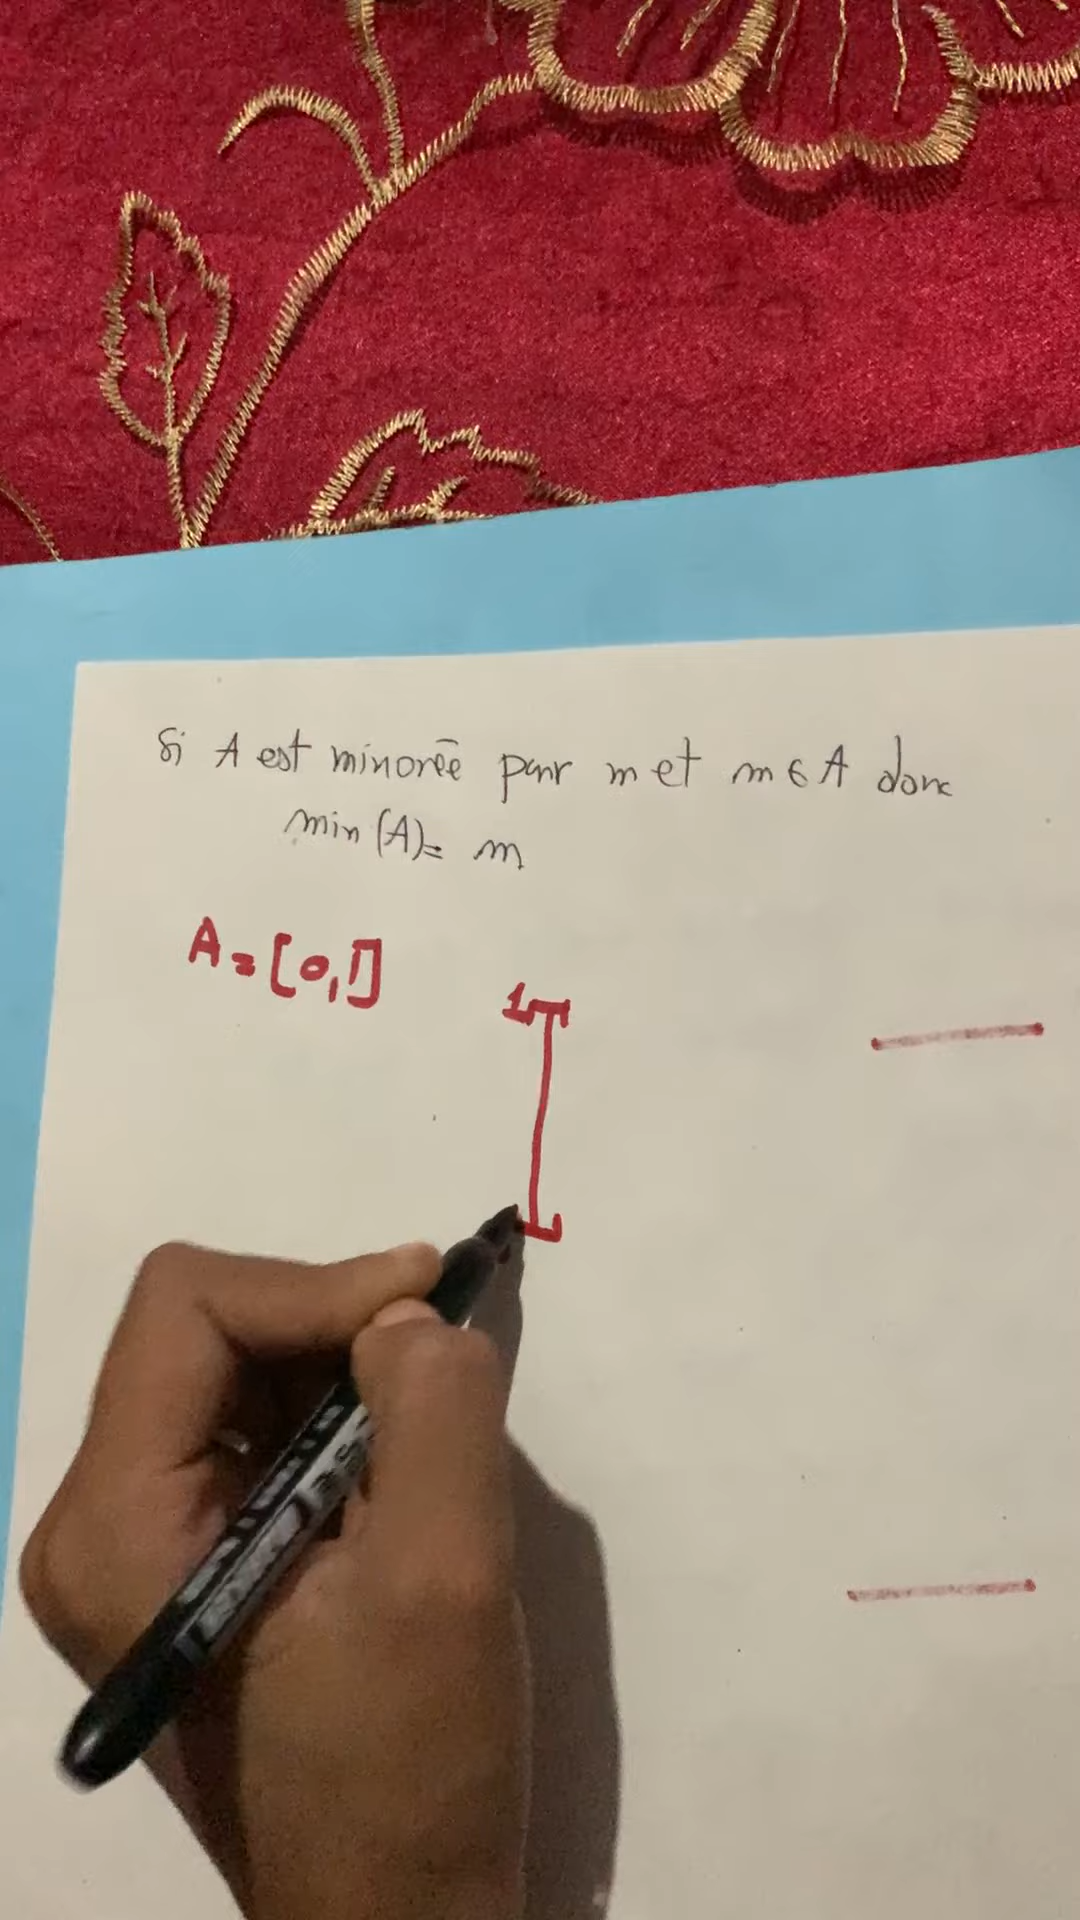 Si A est minorée par m et m ∈ A donc
min (A) = m
A = [0,1]
1